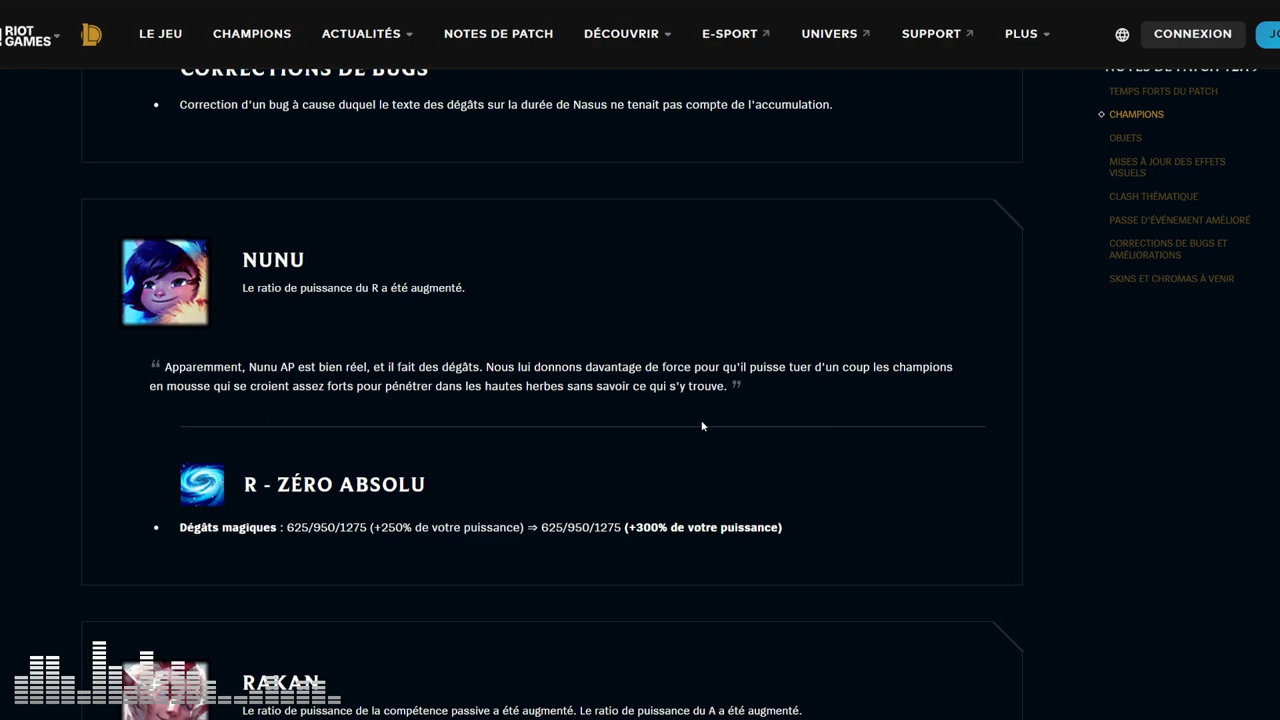 RIOT GAMES
LE JEU
CHAMPIONS
ACTUALITÉS
NOTES DE PATCH
DÉCOUVRIR
E-SPORT
UNIVERS
SUPPORT
PLUS
CONNEXION
CORRECTIONS DE BUGS
Correction d'un bug à cause duquel le texte des dégâts sur la durée de Nasus ne tenait pas compte de l'accumulation.
NUNU
Le ratio de puissance du R a été augmenté.
“ Apparemment, Nunu AP est bien réel, et il fait des dégâts. Nous lui donnons davantage de force pour qu'il puisse tuer d'un coup les champions
en mousse qui se croient assez forts pour pénétrer dans les hautes herbes sans savoir ce qui s'y trouve. ”
R - ZÉRO ABSOLU
Dégâts magiques : 625/950/1275 (+250% de votre puissance) ⇒ 625/950/1275 (+300% de votre puissance)
RAKAN
Le ratio de puissance de la compétence passive a été augmenté. Le ratio de puissance du A a été augmenté.
NOTES DE PATCH
TEMPS FORTS DU PATCH
CHAMPIONS
OBJETS
MISES À JOUR DES EFFETS
VISUELS
CLASH THÉMATIQUE
PASSE D'ÉVÉNEMENT AMÉLIORÉ
CORRECTIONS DE BUGS ET
AMÉLIORATIONS
SKINS ET CHROMAS À VENIR